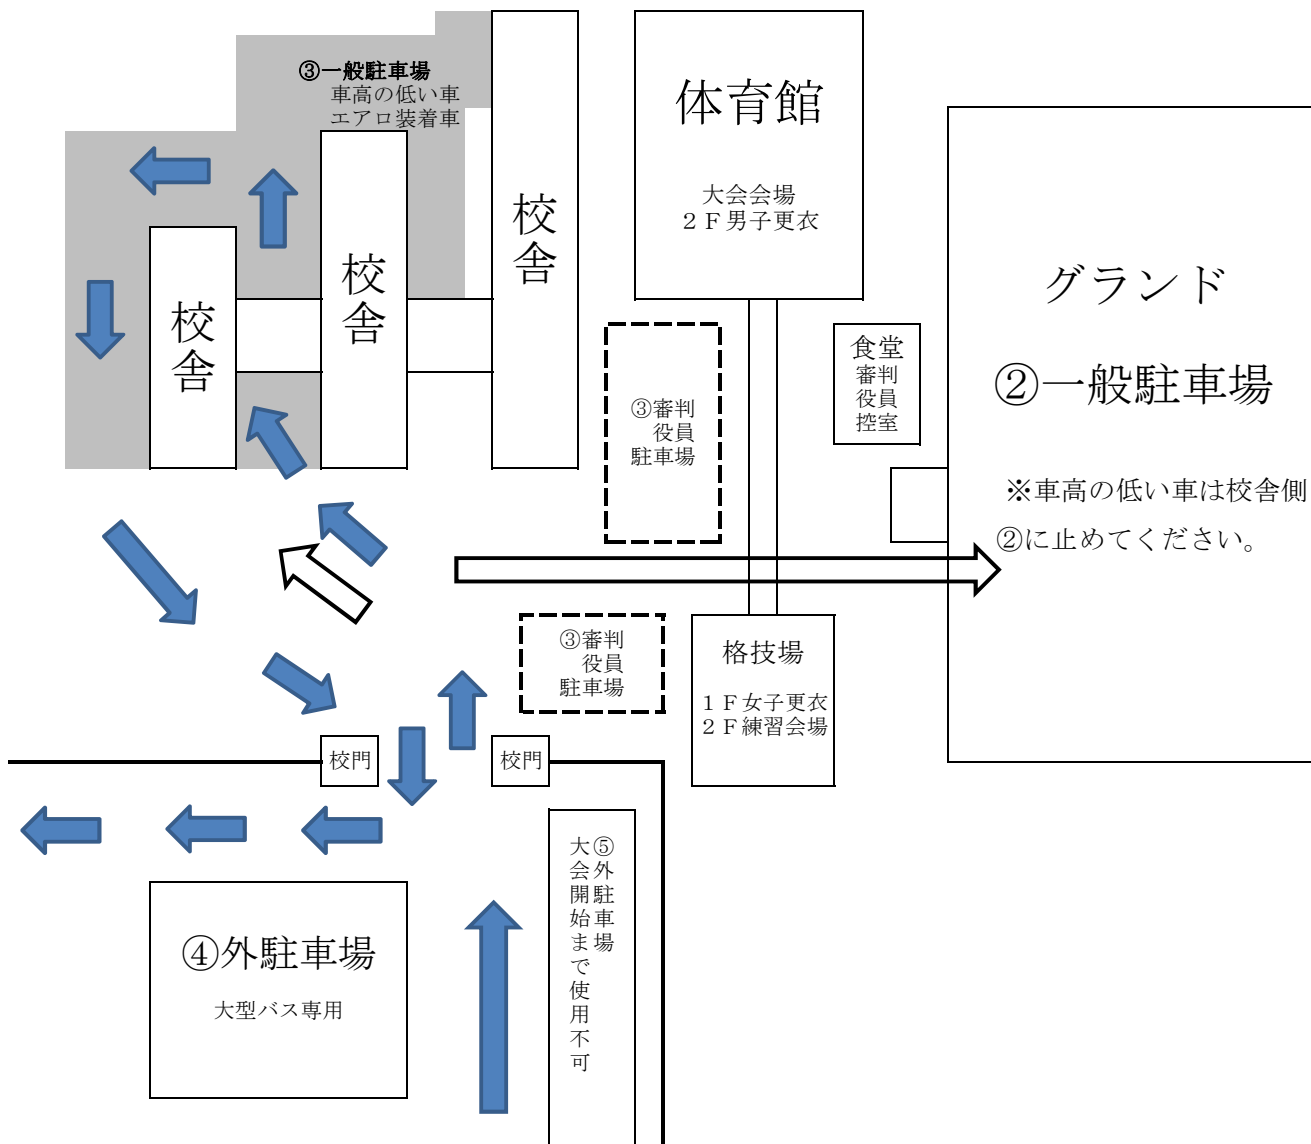 ③一般駐車場
車高の低い車
エアロ装着車
体育館
大会会場
２Ｆ男子更衣
校舎
校舎
校舎
グランド
②一般駐車場
※車高の低い車は校舎側
②に止めてください。
食堂
審判
役員
控室
③審判
役員
駐車場
③審判
役員
駐車場
格技場
１Ｆ女子更衣
２Ｆ練習会場
校門
校門
⑤外駐車場
大会開始まで使用不可
④外駐車場
大型バス専用